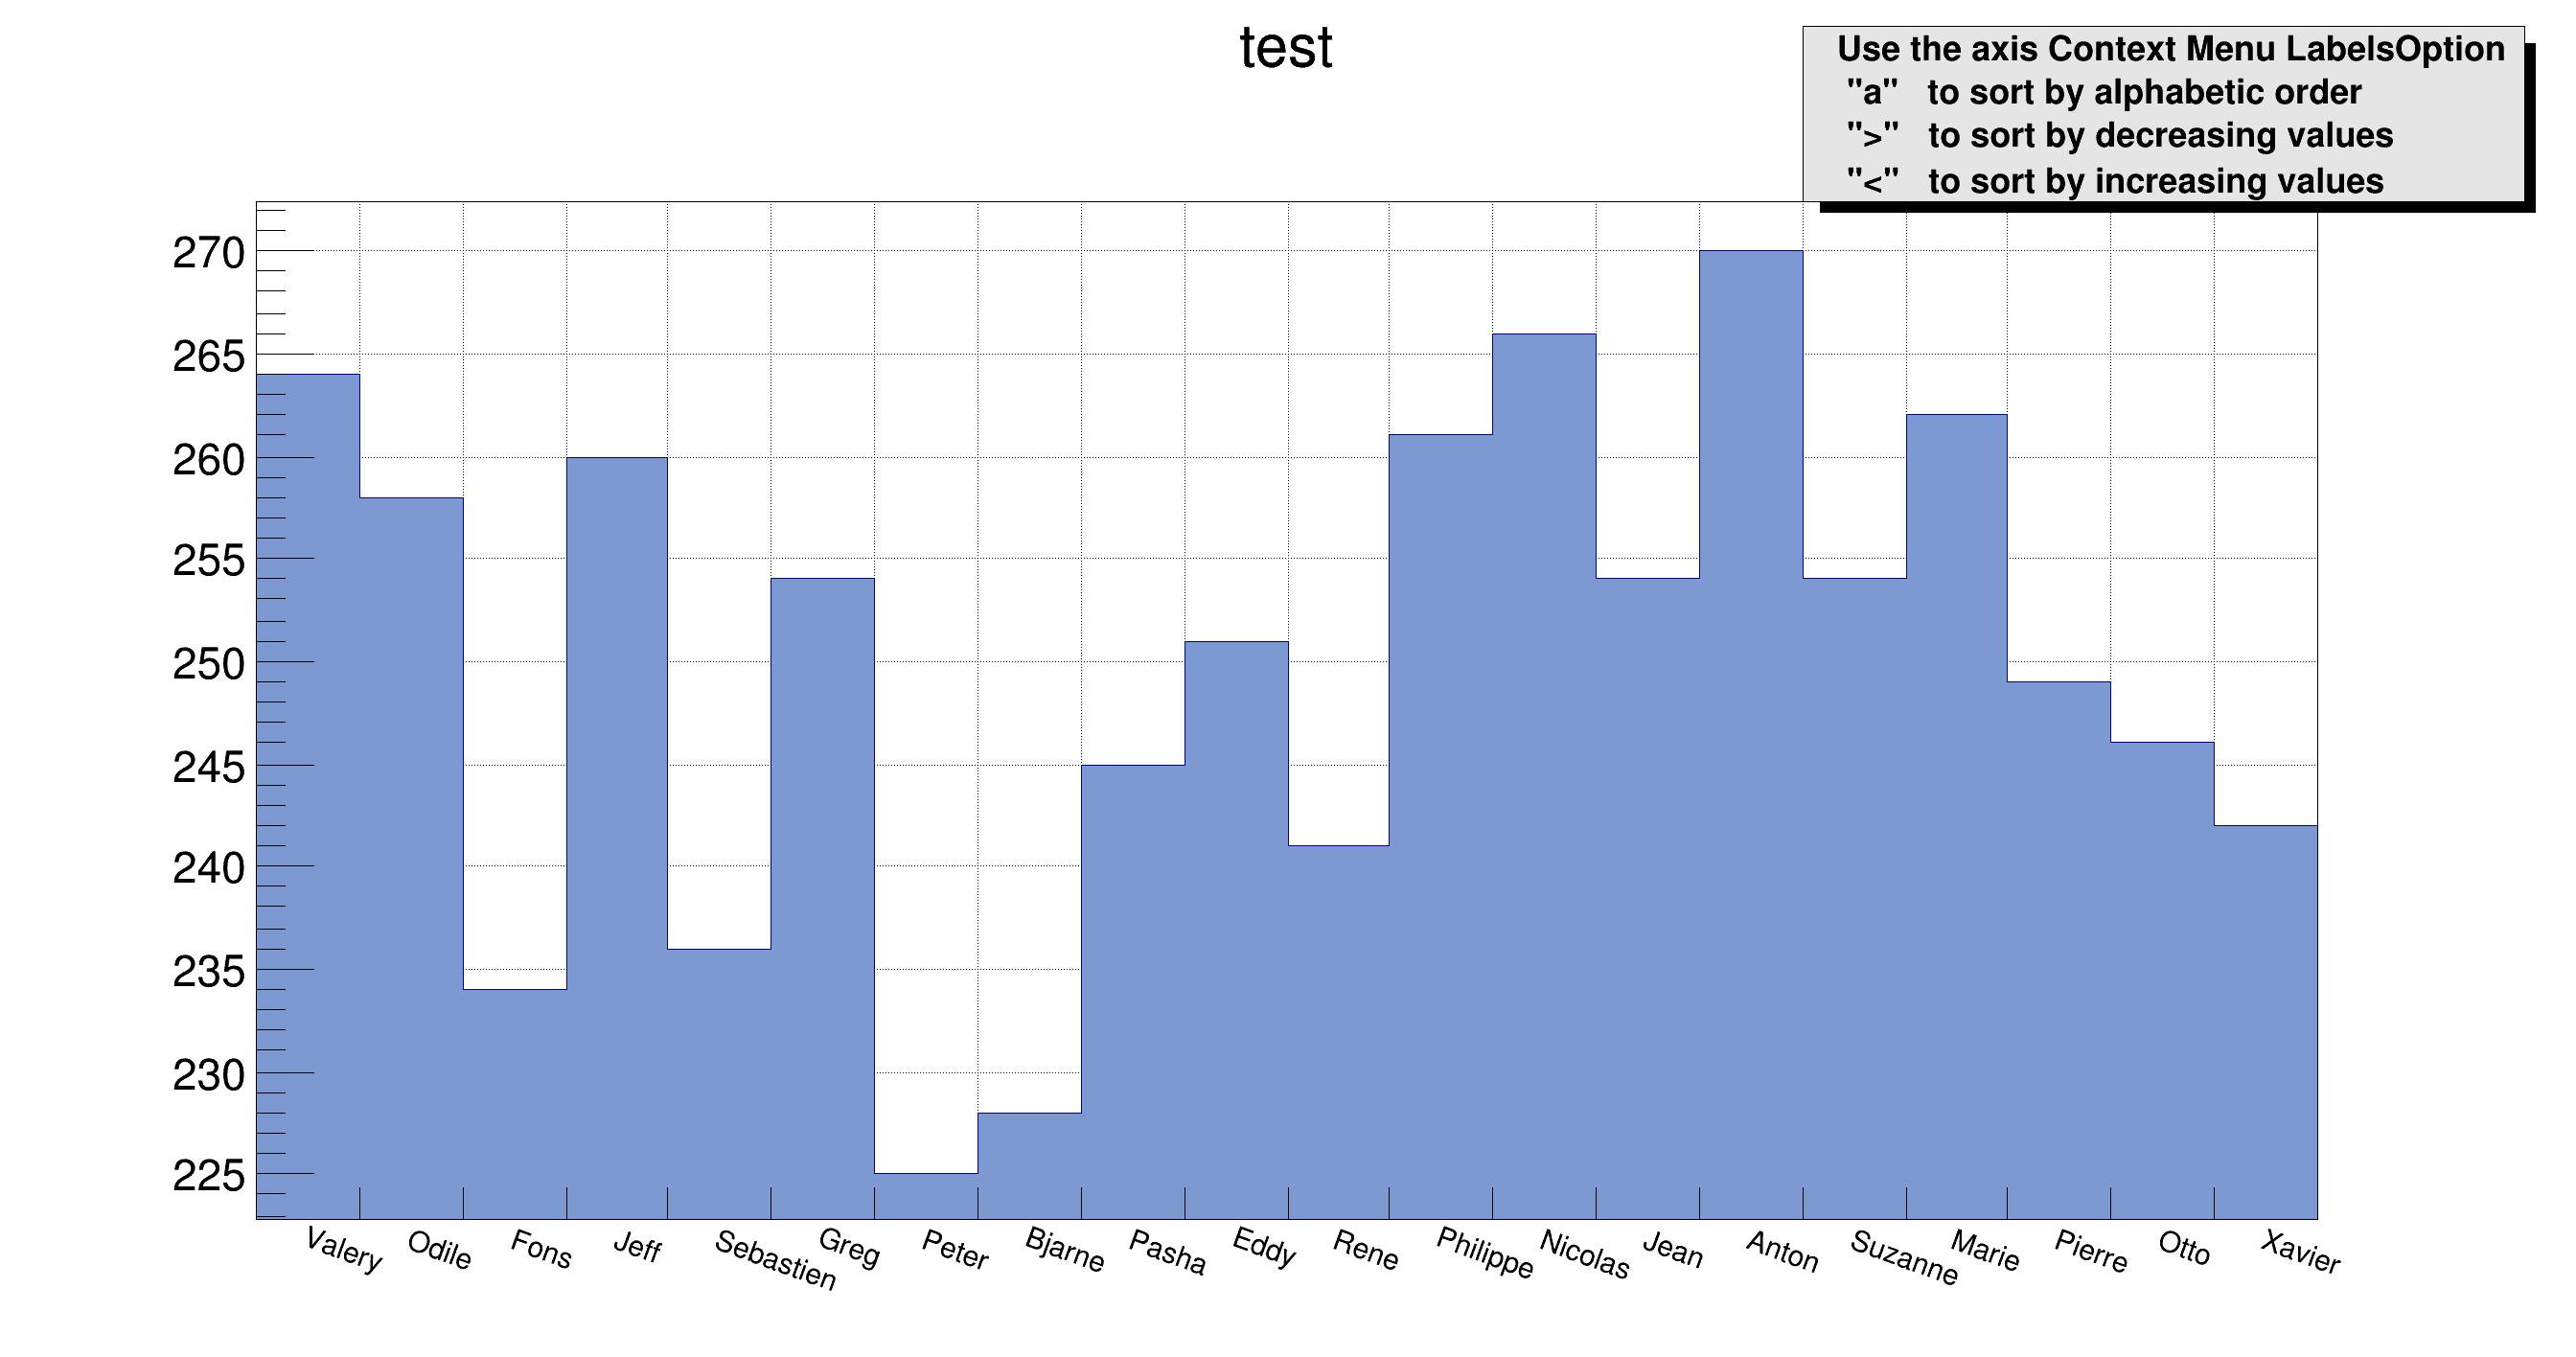 test
Use the axis Context Menu LabelsOption
"a" to sort by alphabetic order
">" to sort by decreasing values
"<" to sort by increasing values
270
265
260
255
250
245
240
235
230
225
Valery Odile Fons Jeff Sebastien Greg Peter Bjarne Pasha Eddy Rene Philippe Nicolas Jean Anton Suzanne Marie Pierre Otto Xavier